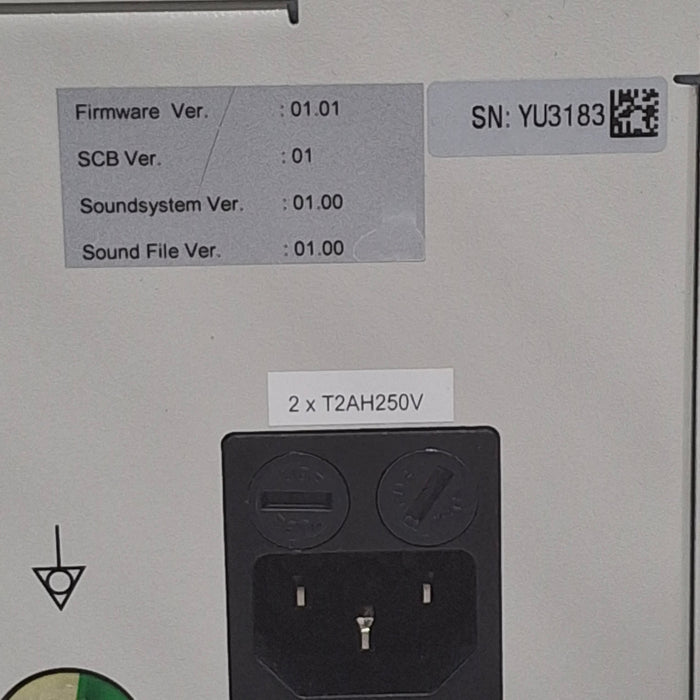 Firmware Ver. : 01.01
SCB Ver. : 01
Soundsystem Ver. : 01.00
Sound File Ver. : 01.00
SN: YU3183
2 x T2AH250V